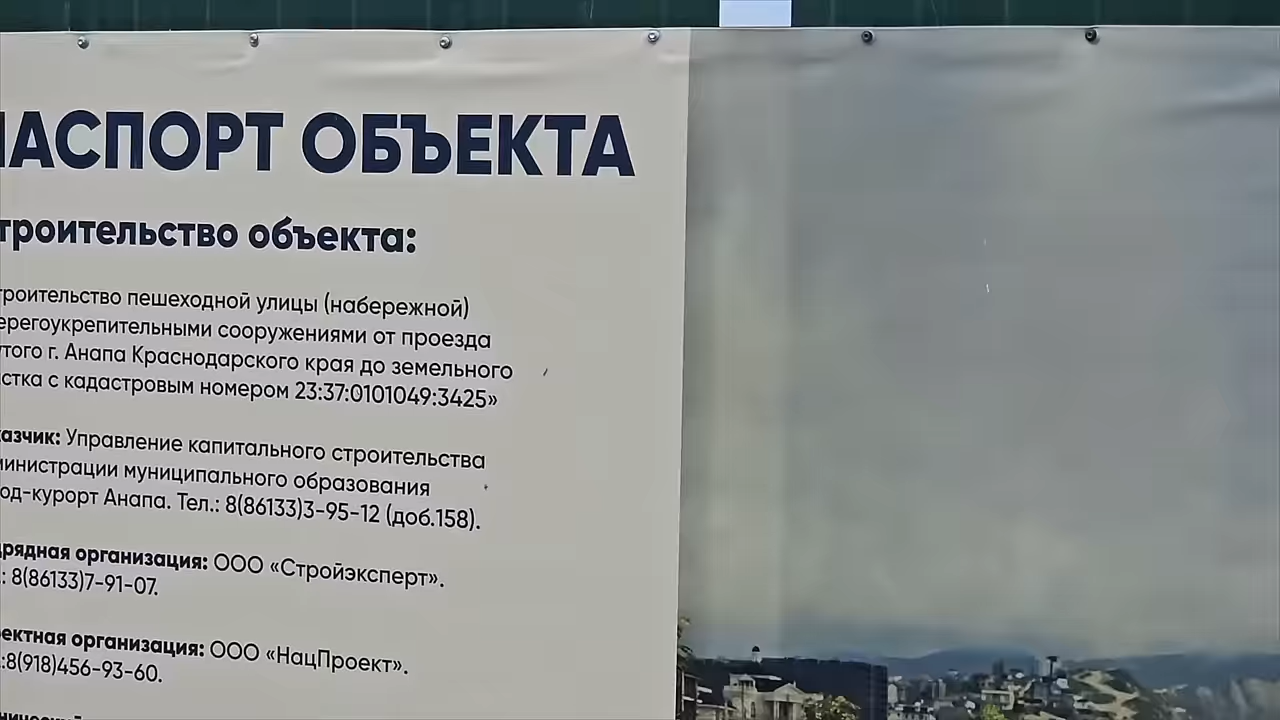 ПАСПОРТ ОБЪЕКТА
троительство объекта:
троительство пешеходной улицы (набережной)
ерегоукрепительными сооружениями от проезда
утого г. Анапа Краснодарского края до земельного
стка с кадастровым номером 23:37:0101049:3425»
азчик: Управление капитального строительства
министрации муниципального образования
од-курорт Анапа. Тел.: 8(86133)3-95-12 (доб.158).
дрядная организация: ООО «Стройэксперт».
.: 8(86133)7-91-07.
ектная организация: ООО «НацПроект».
.:8(918)456-93-60.